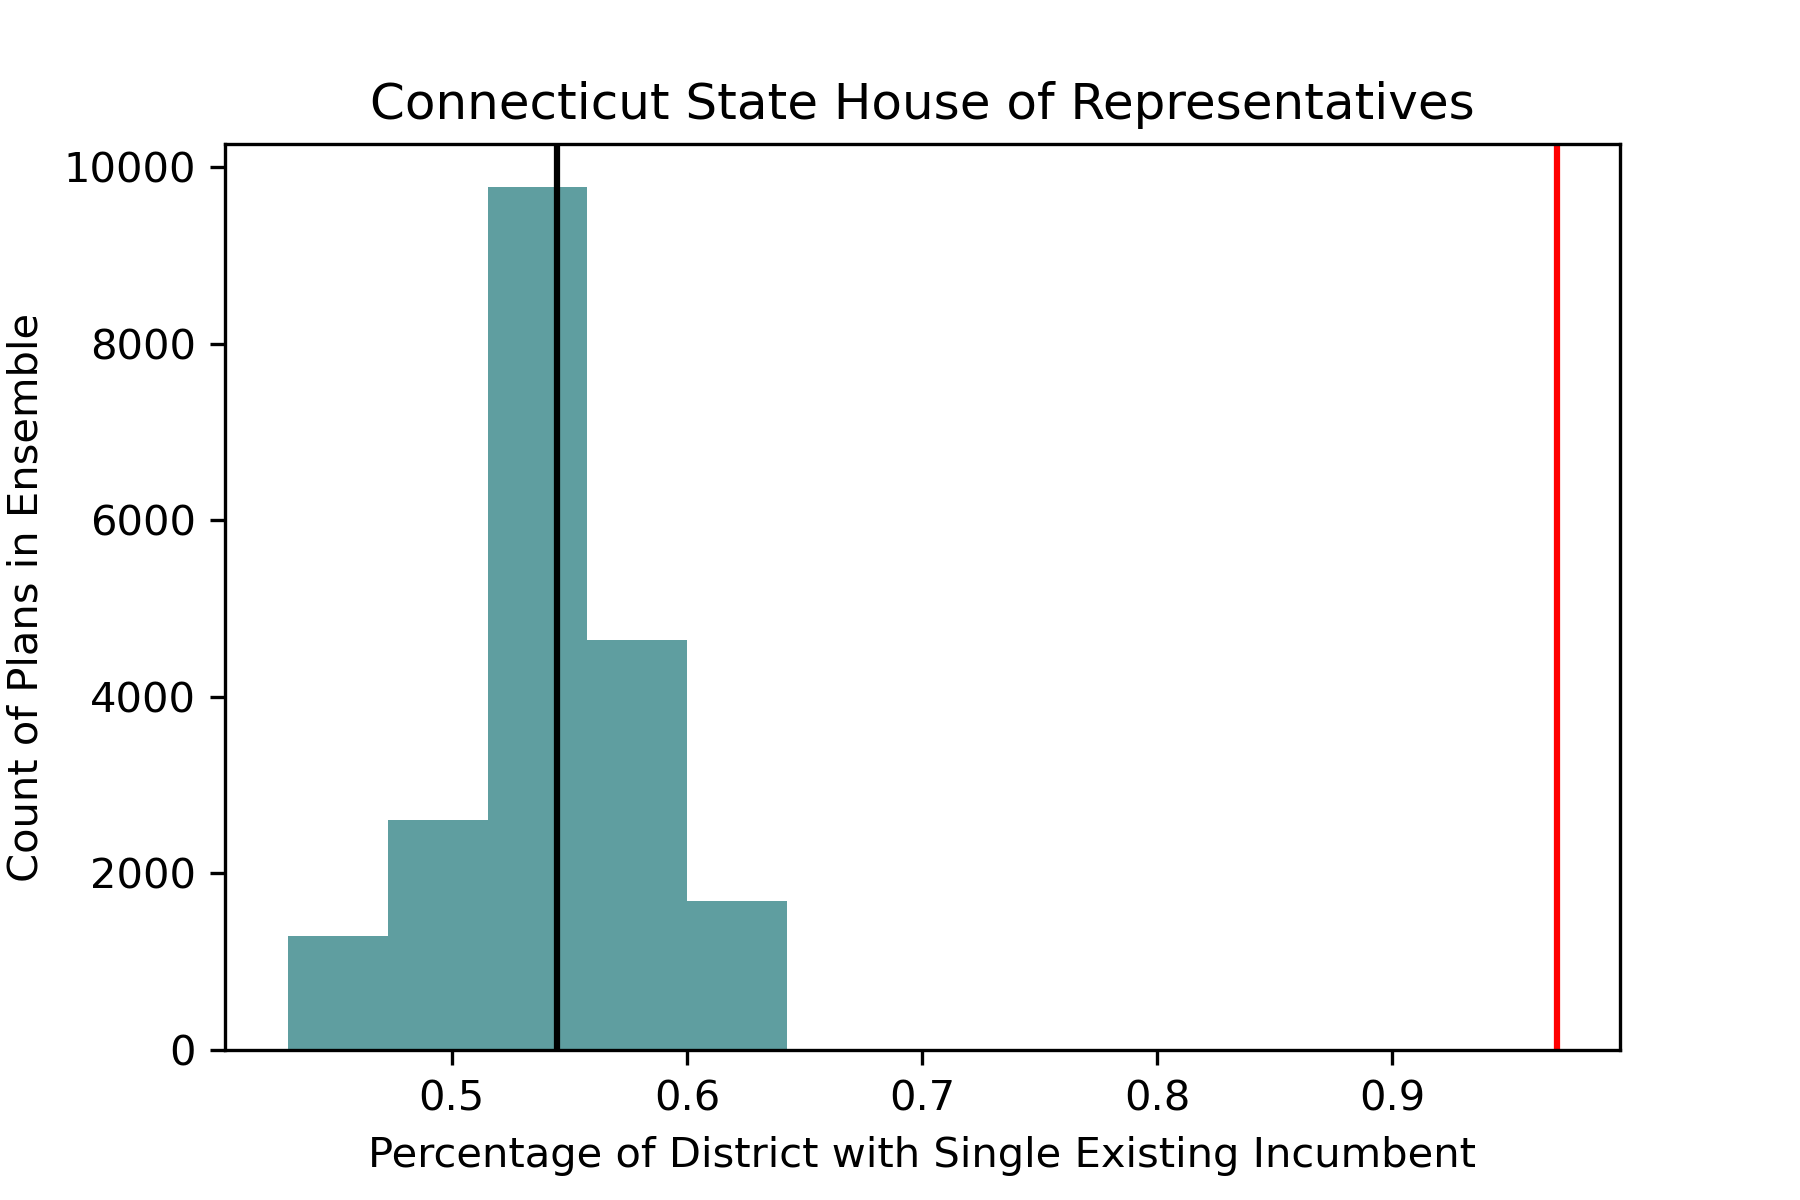 Connecticut State House of Representatives
Count of Plans in Ensemble
10000
8000
6000
4000
2000
0
0.5 0.6 0.7 0.8 0.9
Percentage of District with Single Existing Incumbent